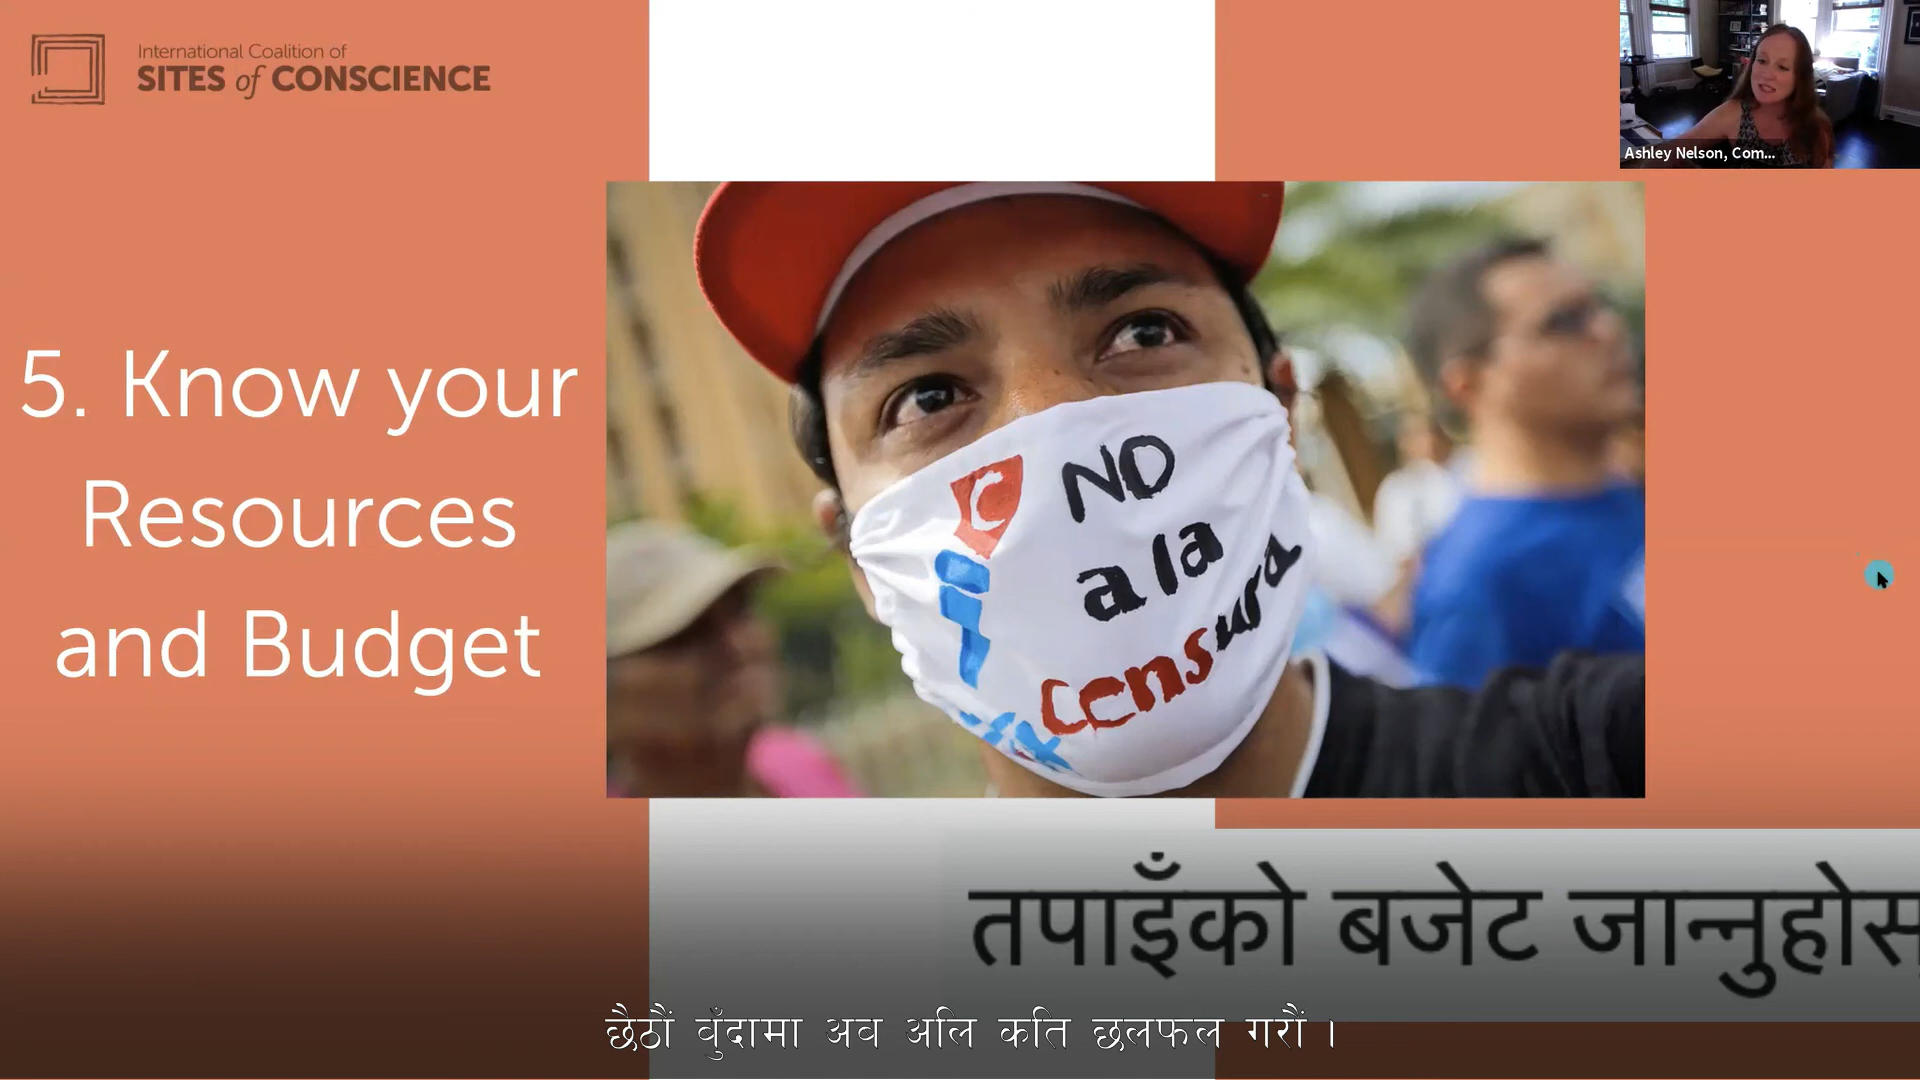 International Coalition of
SITES of CONSCIENCE
Ashley Nelson, Com...
5. Know your
Resources
and Budget
C
NO
a la
censura
तपाइँको बजेट जान्नुहोस
छैठौं बुँदामा अब अलि कति छलफल गरौं ।